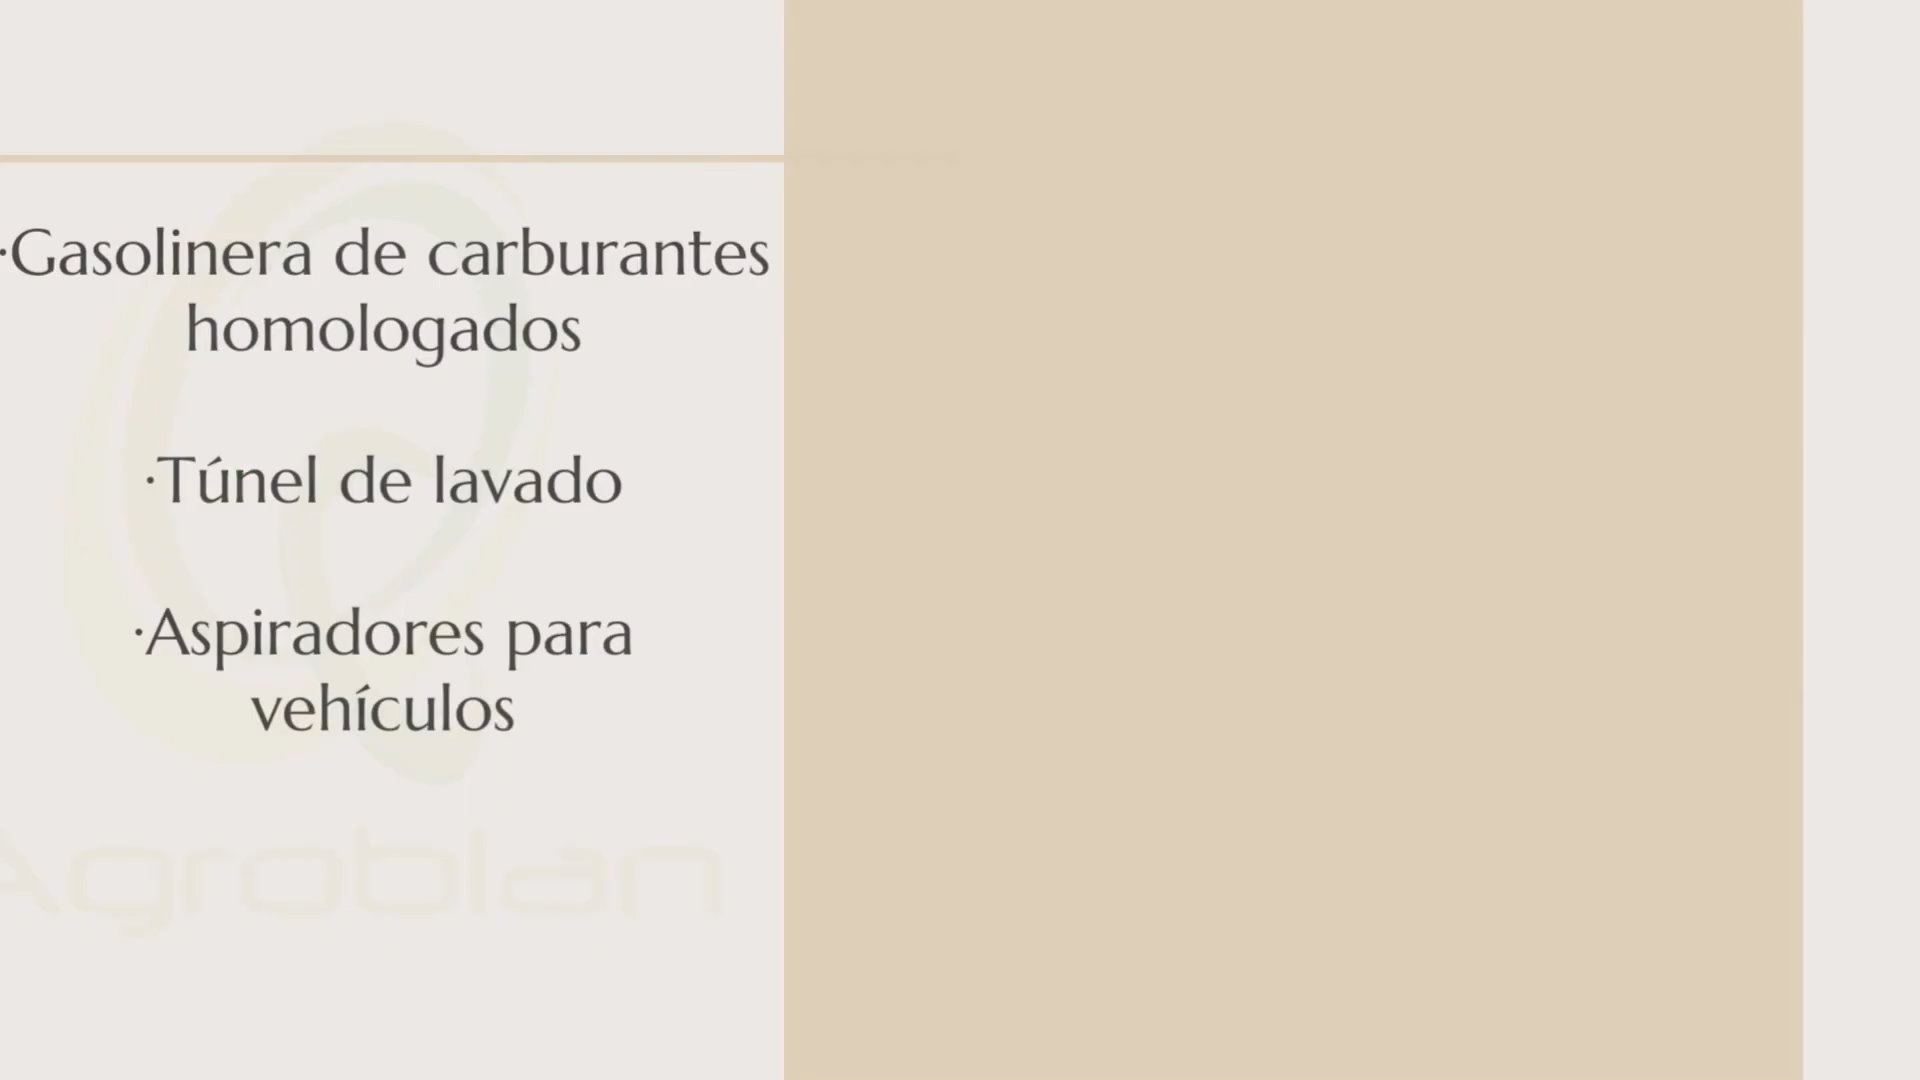 ·Gasolinera de carburantes
homologados
·Túnel de lavado
·Aspiradores para
vehículos
Agroblan